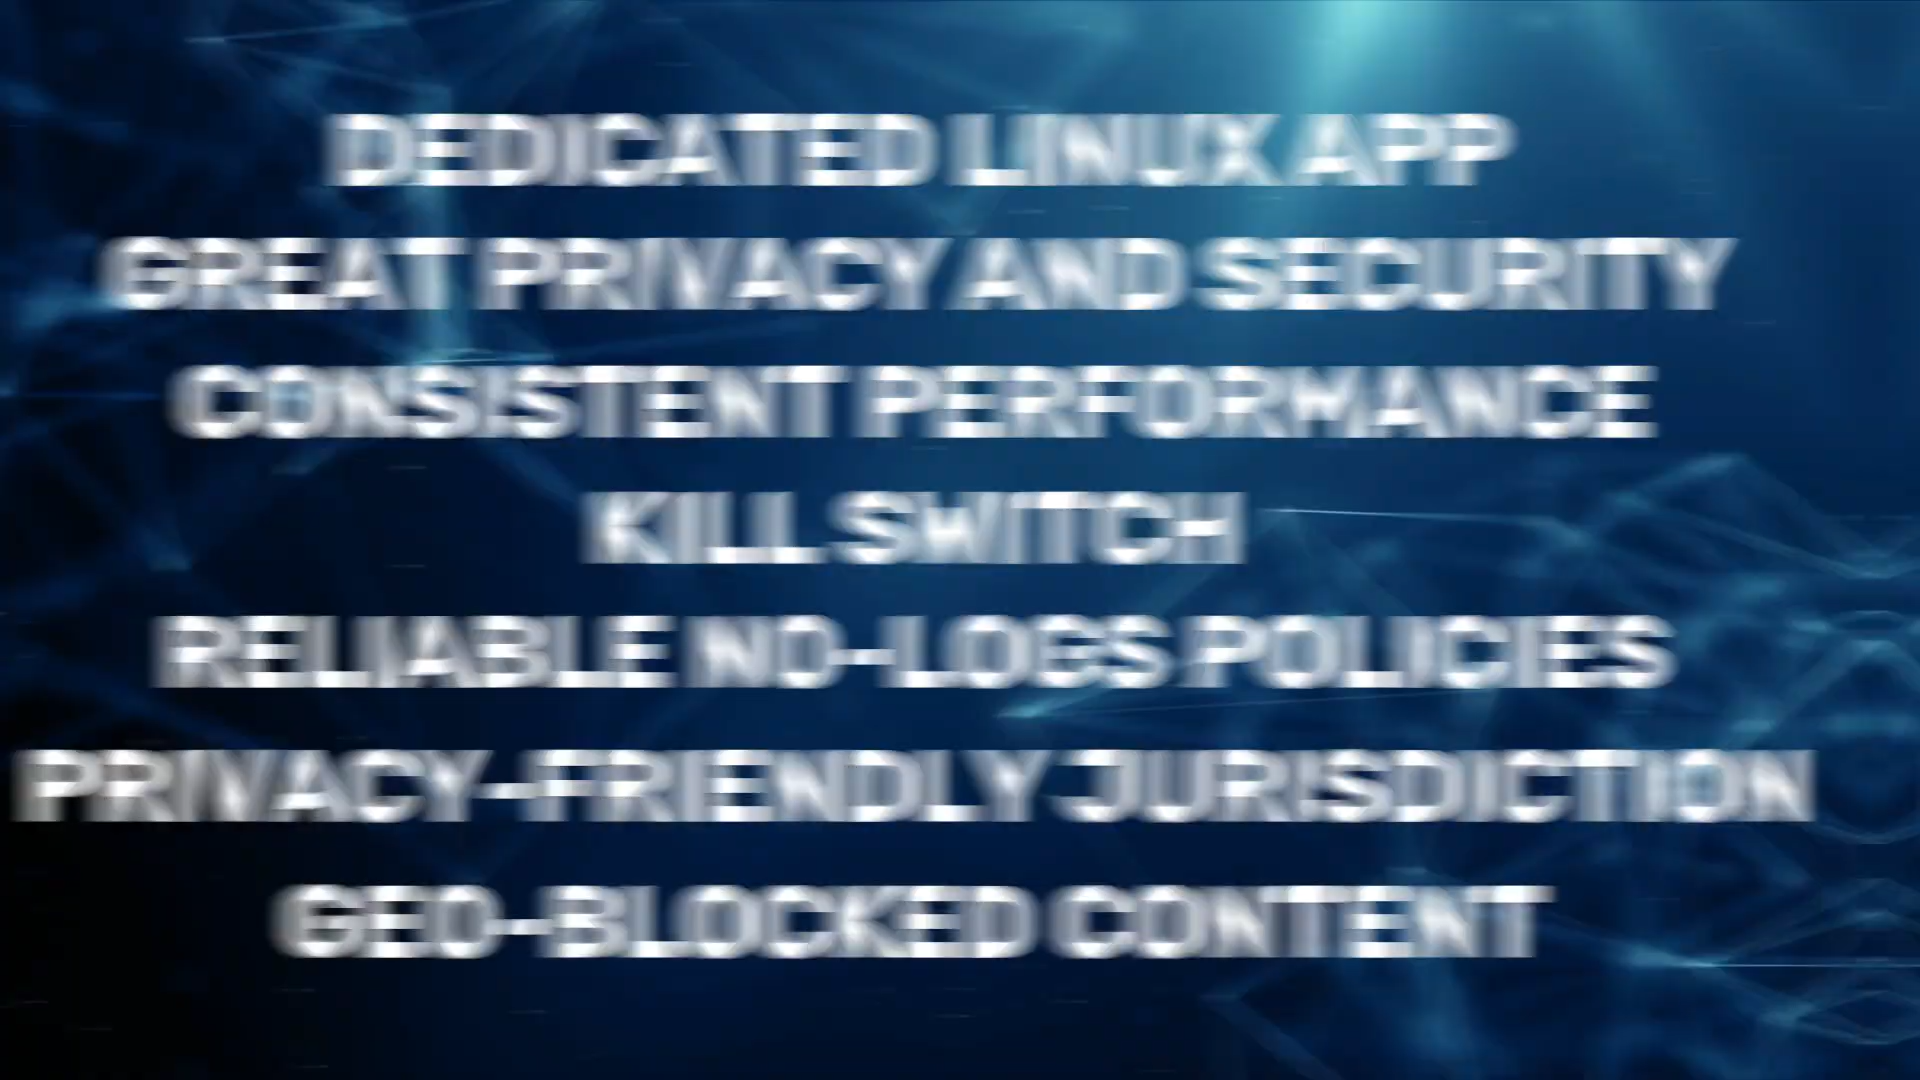 DEDICATED LINUX APP
GREAT PRIVACY AND SECURITY
CONSISTENT PERFORMANCE
KILL SWITCH
RELIABLE NO-LOGS POLICIES
PRIVACY-FRIENDLY JURISDICTION
GEO-BLOCKED CONTENT